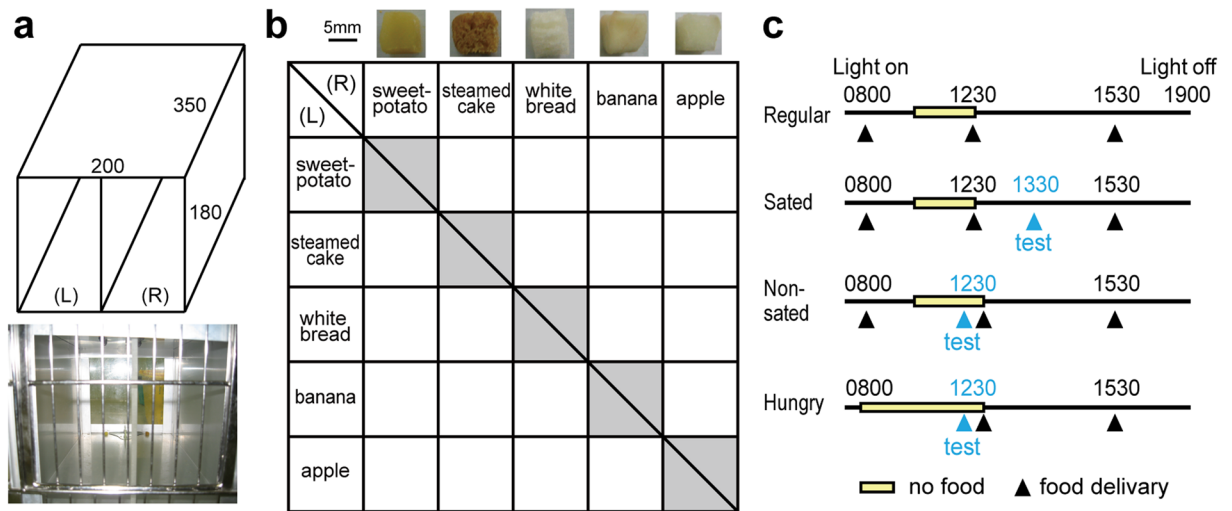 a
350
200
180
(L)
(R)
b
5mm
(R)
(L)
sweet-
potato
steamed
cake
white
bread
banana
apple
sweet-
potato
steamed
cake
white
bread
banana
apple
c
Light on
Light off
0800
1230
1530
1900
Regular
0800
1230
1330
1530
Sated
test
0800
1230
1530
Non-
sated
test
0800
1230
1530
Hungry
test
no food
food delivary